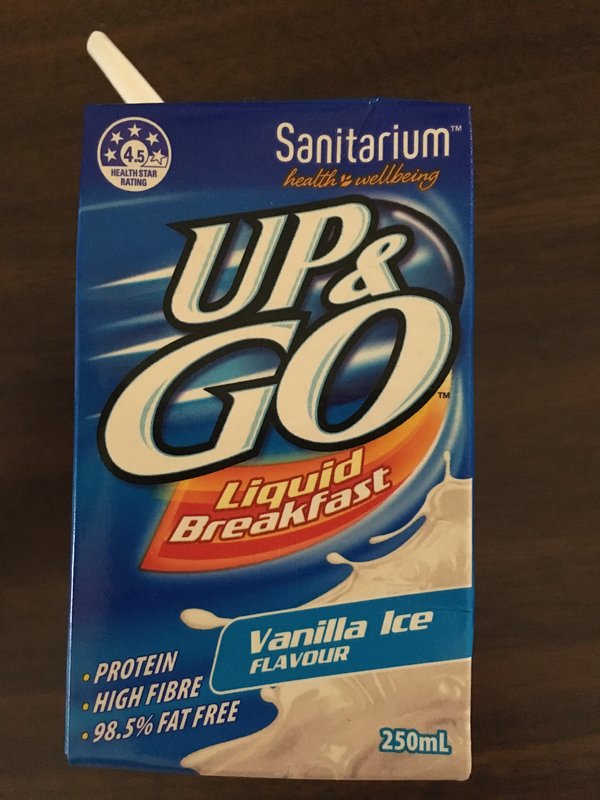 4.5
HEALTH STAR
RATING
Sanitarium™
health & wellbeing
UP&
GO™
Liquid
Breakfast
Vanilla Ice
FLAVOUR
• PROTEIN
• HIGH FIBRE
• 98.5% FAT FREE
250mL